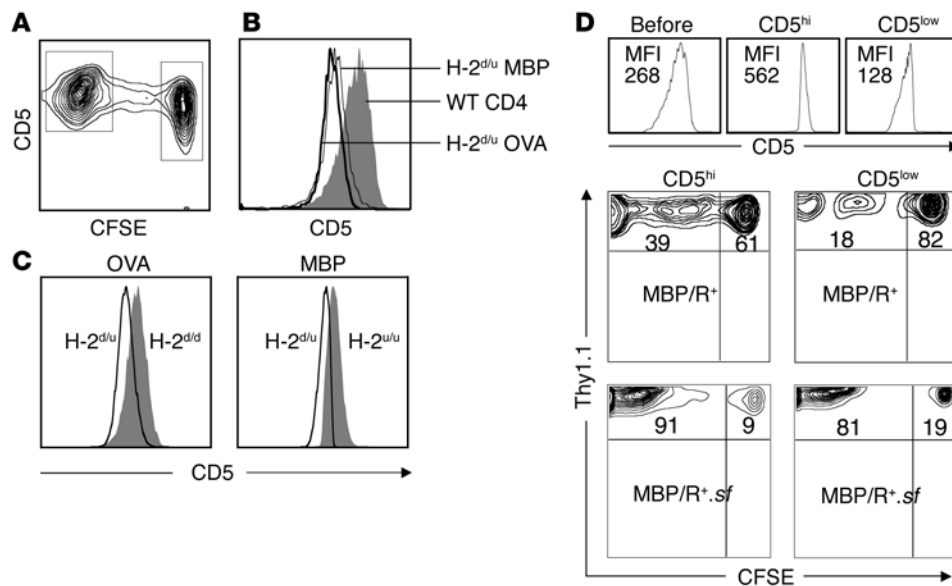 A
CD5
CFSE
B
H-2d/u MBP
WT CD4
H-2d/u OVA
CD5
C
OVA
MBP
H-2d/u
H-2d/d
H-2d/u
H-2u/u
CD5
D
Before
CD5hi
CD5low
MFI
268
MFI
562
MFI
128
CD5
CD5hi
CD5low
39
61
18
82
MBP/R+
MBP/R+
Thy1.1
91
9
81
19
MBP/R+.sf
MBP/R+.sf
CFSE